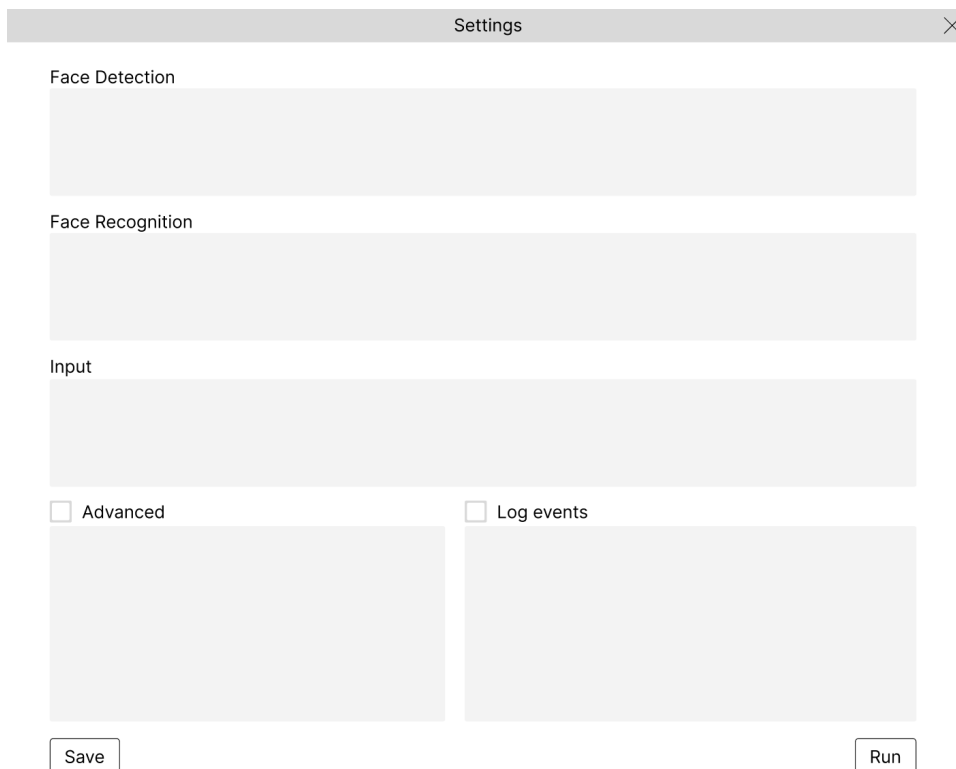 Settings
Face Detection
Face Recognition
Input
Advanced
Log events
Save
Run